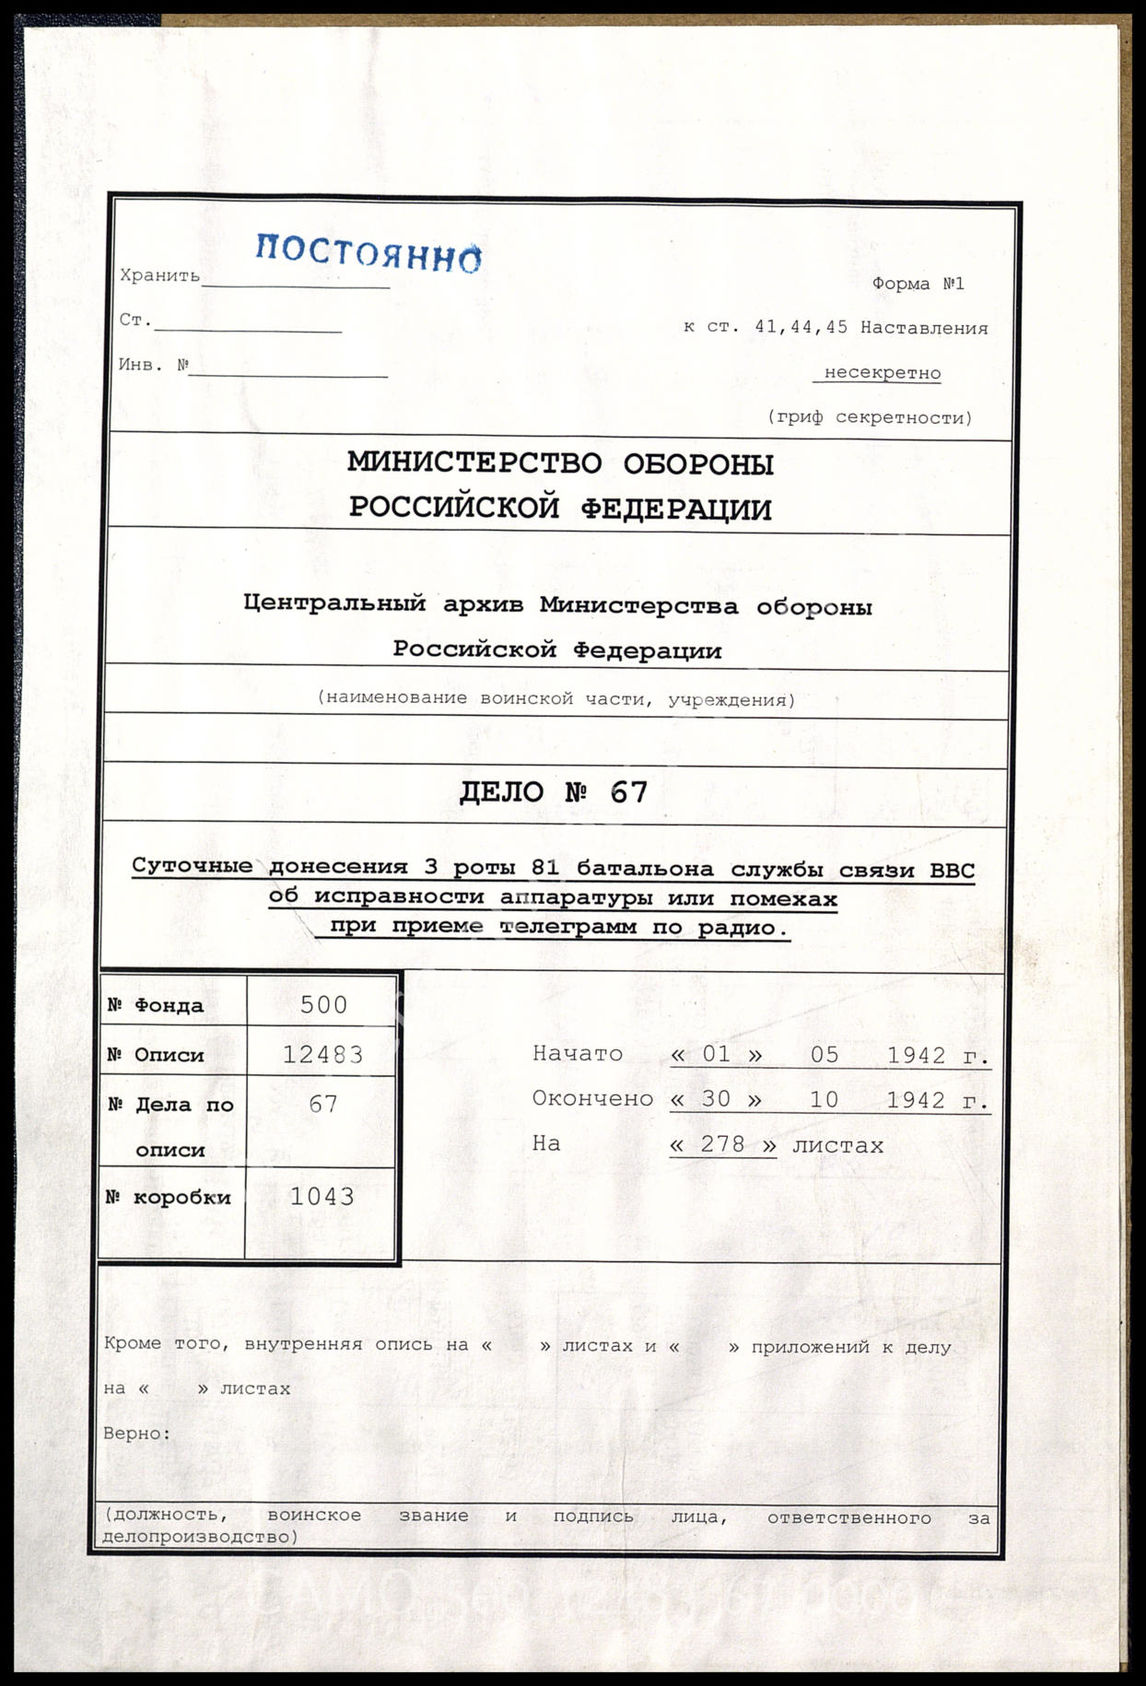 ПОСТОЯННО
Хранить
Форма №1
Ст.
к ст. 41,44,45 Наставления
Инв. №
несекретно
(гриф секретности)
МИНИСТЕРСТВО ОБОРОНЫ
РОССИЙСКОЙ ФЕДЕРАЦИИ
Центральный архив Министерства обороны
Российской Федерации
(наименование воинской части, учреждения)
ДЕЛО № 67
Суточные донесения 3 роты 81 батальона службы связи ВВС
об исправности аппаратуры или помехах
при приеме телеграмм по радио.
№ Фонда 500
№ Описи 12483
№ Дела по 67
описи
№ коробки 1043
Начато « 01 » 05 1942 г.
Окончено « 30 » 10 1942 г.
На « 278 » листах
Кроме того, внутренняя опись на « » листах и « » приложений к делу
на « » листах
Верно:
(должность, воинское звание и подпись лица, ответственного за
делопроизводство)